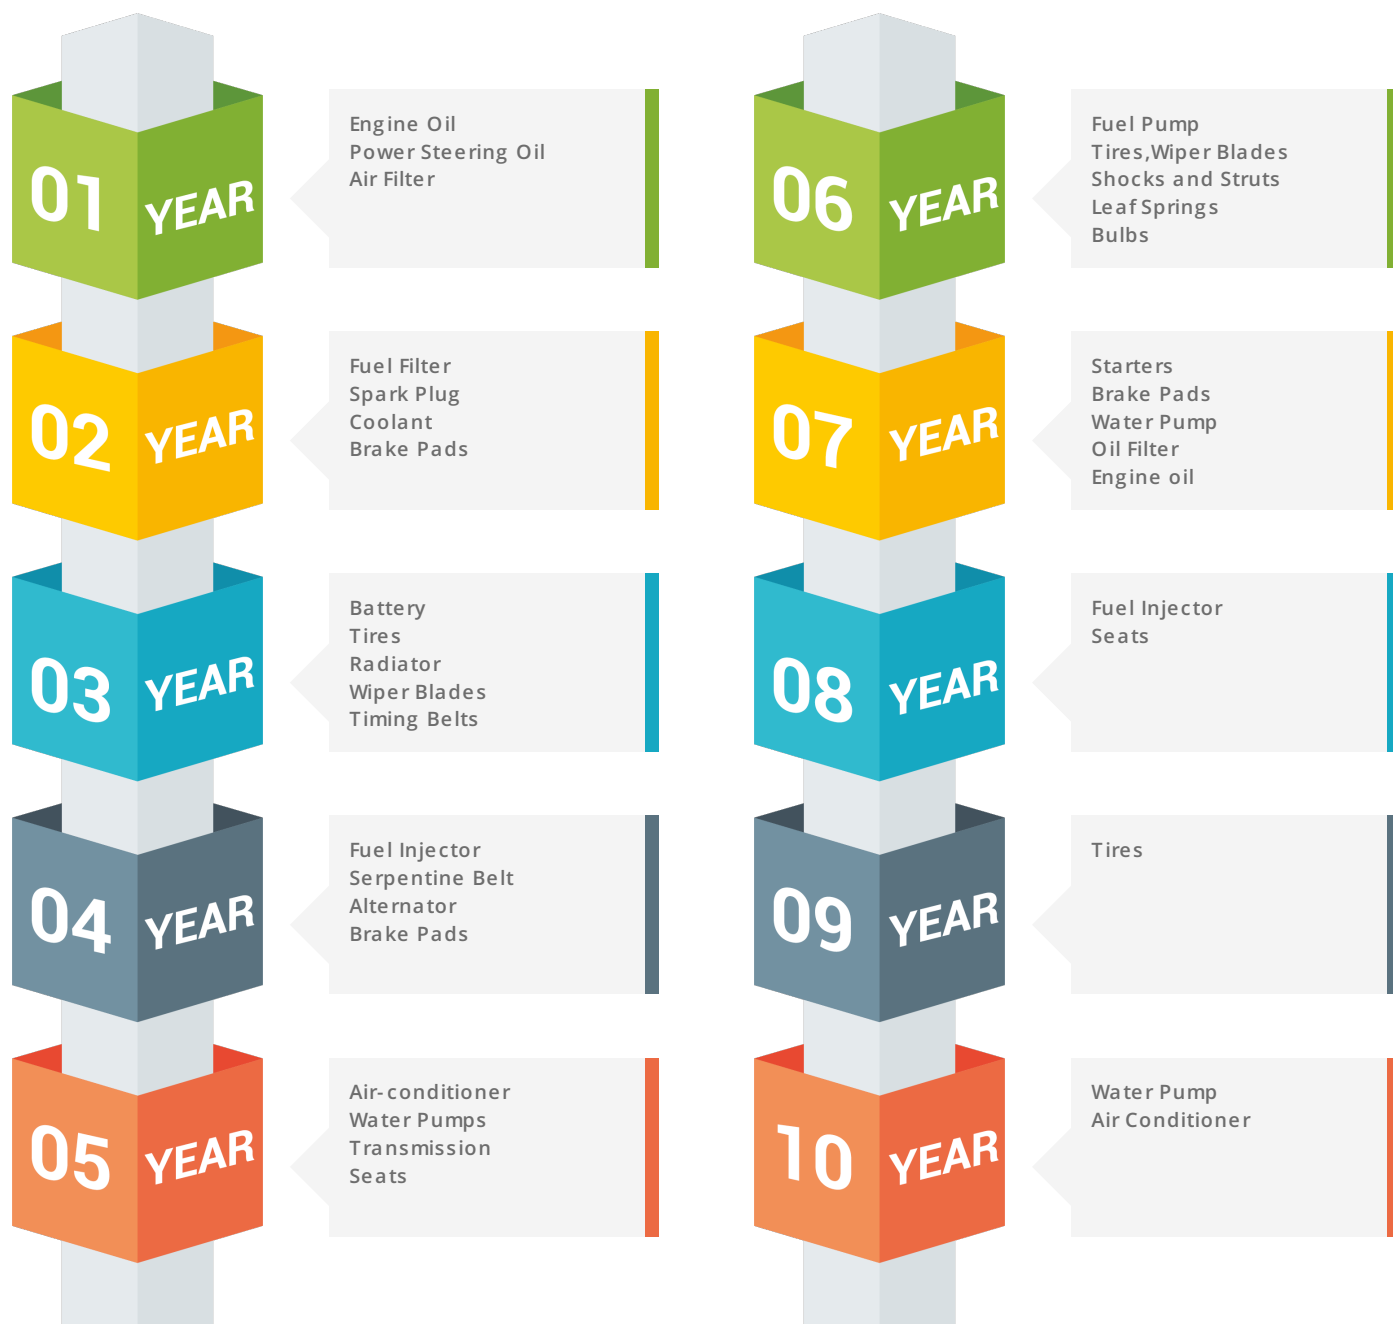 01 YEAR
Engine Oil
Power Steering Oil
Air Filter
02 YEAR
Fuel Filter
Spark Plug
Coolant
Brake Pads
03 YEAR
Battery
Tires
Radiator
Wiper Blades
Timing Belts
04 YEAR
Fuel Injector
Serpentine Belt
Alternator
Brake Pads
05 YEAR
Air-conditioner
Water Pumps
Transmission
Seats
06 YEAR
Fuel Pump
Tires,Wiper Blades
Shocks and Struts
Leaf Springs
Bulbs
07 YEAR
Starters
Brake Pads
Water Pump
Oil Filter
Engine oil
08 YEAR
Fuel Injector
Seats
09 YEAR
Tires
10 YEAR
Water Pump
Air Conditioner